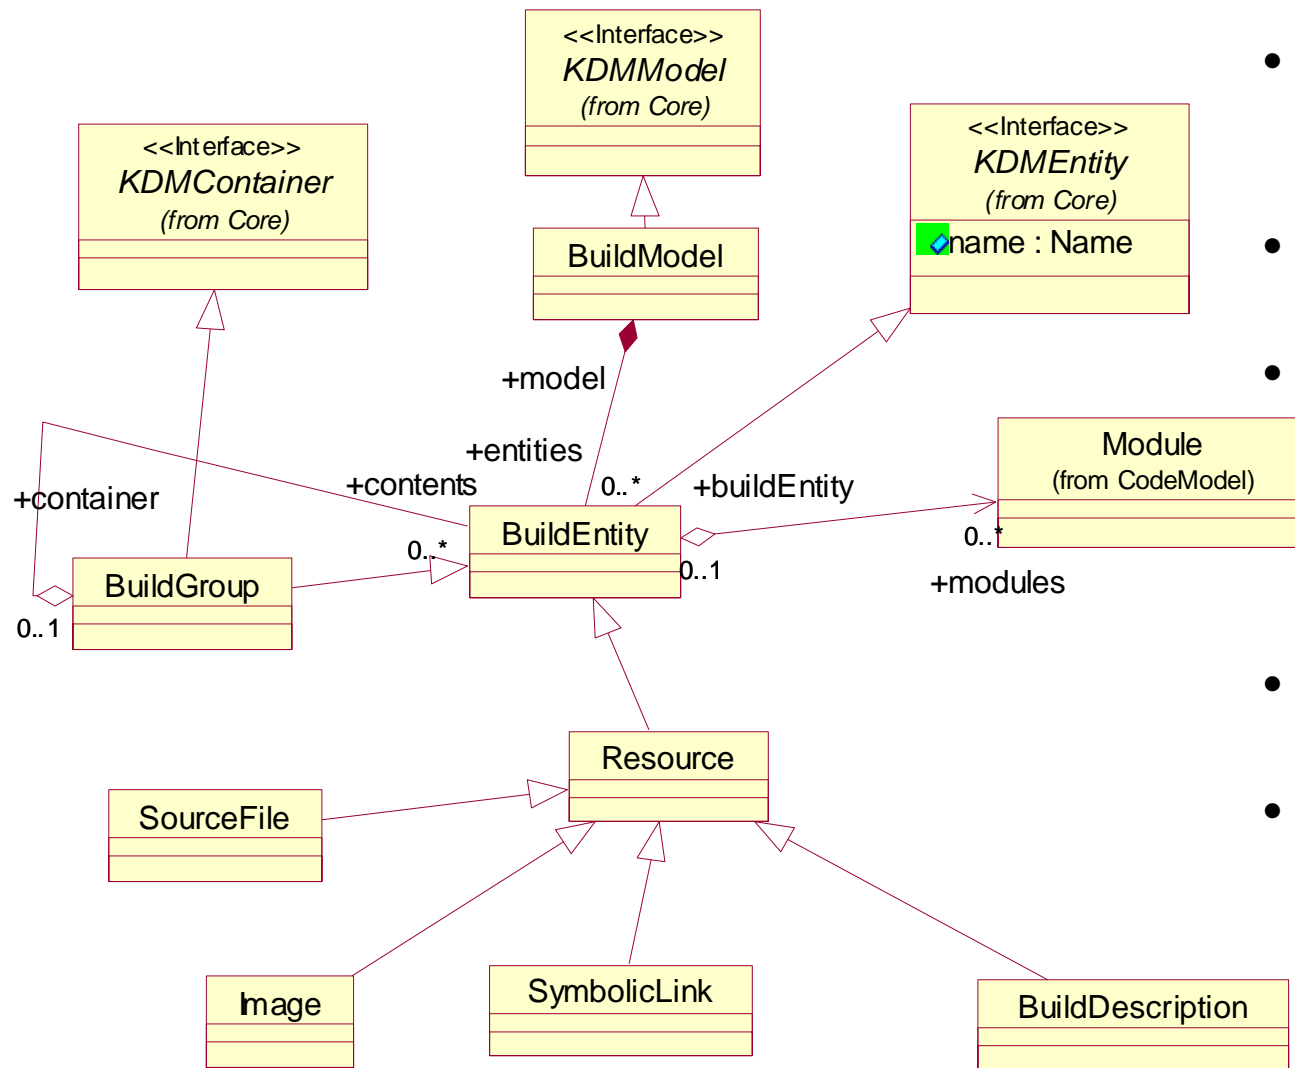 <<Interface>>
KDMModel
(from Core)
<<Interface>>
KDMContainer
(from Core)
<<Interface>>
KDMEntity
(from Core)
name : Name
BuildModel
+model
+entities
0..*
+contents
+container
+buildEntity
Module
(from CodeModel)
0..*
+modules
BuildEntity
0..*
0..1
BuildGroup
0..1
Resource
SourceFile
Image
SymbolicLink
BuildDescription